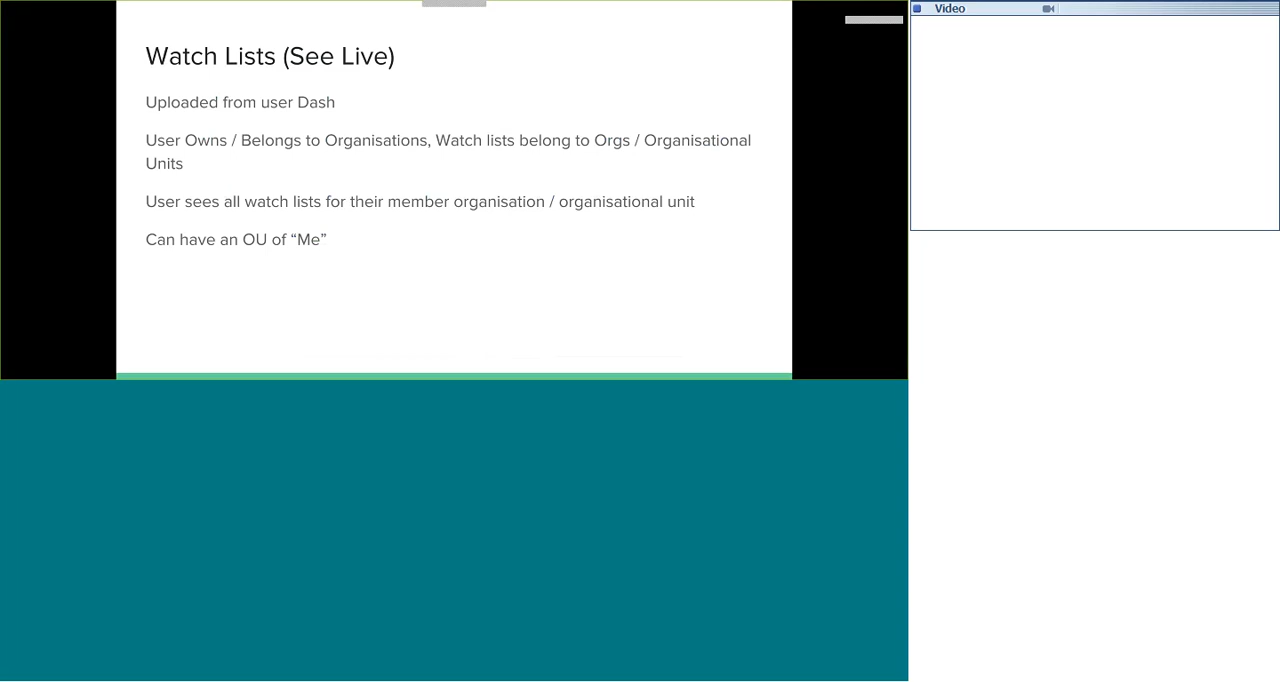 Watch Lists (See Live)
Uploaded from user Dash
User Owns / Belongs to Organisations, Watch lists belong to Orgs / Organisational
Units
User sees all watch lists for their member organisation / organisational unit
Can have an OU of “Me”
Video